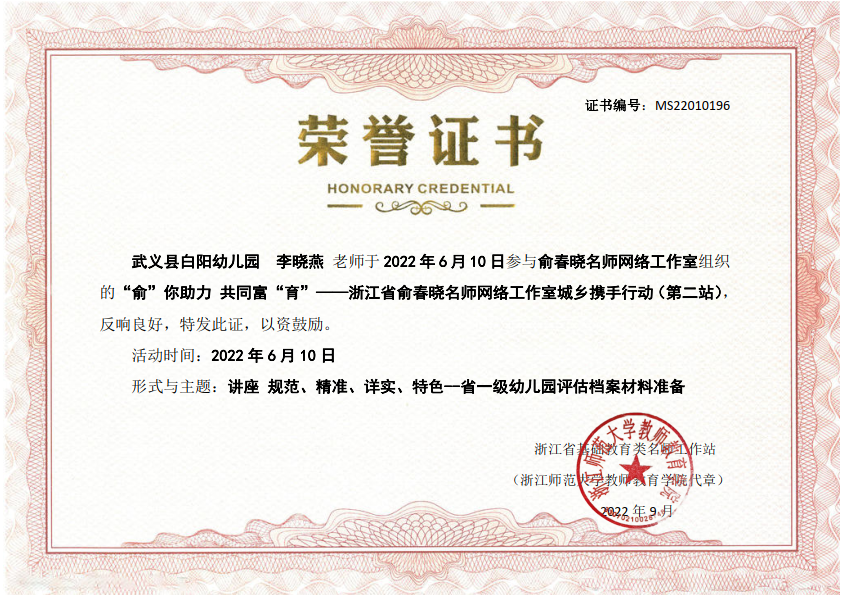 证书编号：MS22010196
荣誉证书
HONORARY CREDENTIAL
武义县白阳幼儿园 李晓燕 老师于 2022 年 6 月 10 日参与俞春晓名师网络工作室组织
的“俞”你助力 共同富“育”——浙江省俞春晓名师网络工作室城乡携手行动（第二站），
反响良好，特发此证，以资鼓励。
活动时间：2022 年 6 月 10 日
形式与主题：讲座 规范、精准、详实、特色--省一级幼儿园评估档案材料准备
浙江省基础教育类名师工作站
（浙江师范大学教师教育学院代章）
2022 年 9 月
浙江师范大学教师教育学院